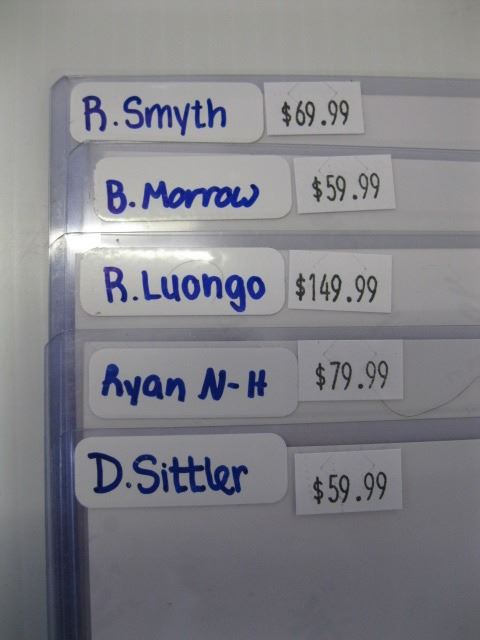 R. Smyth $69.99
B. Morrow $59.99
R. Luongo $149.99
Ryan N-H $79.99
D. Sittler $59.99